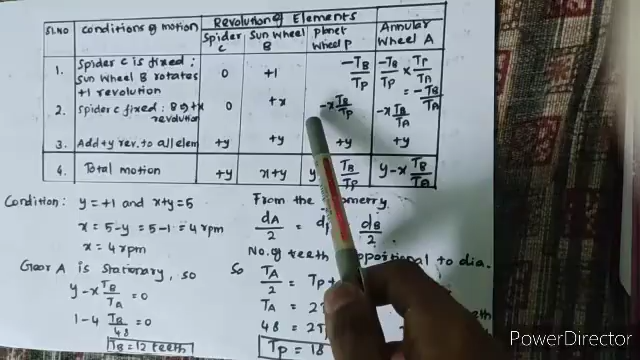 Revolution of Elements
Sl.No Conditions of motion Spider C Sun Wheel B Planet Wheel P Annular Wheel A
1. Spider C is fixed; Sun Wheel B rotates +1 revolution 0 +1 -TB/TP -TB/TP × TP/TA = -TB/TA
2. Spider C fixed: B +x revolution 0 +x -x TB/TP -x TB/TA
3. Add +y rev. to all elem +y +y +y +y
4. Total motion +y x+y y TB/TP y-x TB/TA
Condition: y = +1 and x+y = 5
x = 5-y = 5-1 = 4 rpm
x = 4 rpm
Gear A is Stationary, so
y-x TB/TA = 0
1-4 TB/48 = 0
TB = 12 teeth
From the
dA/2 = dB/2
No. of teeth to dia.
So TA/2 = TP+
TA = 2T
48 = 2T
TP = 18
PowerDirector